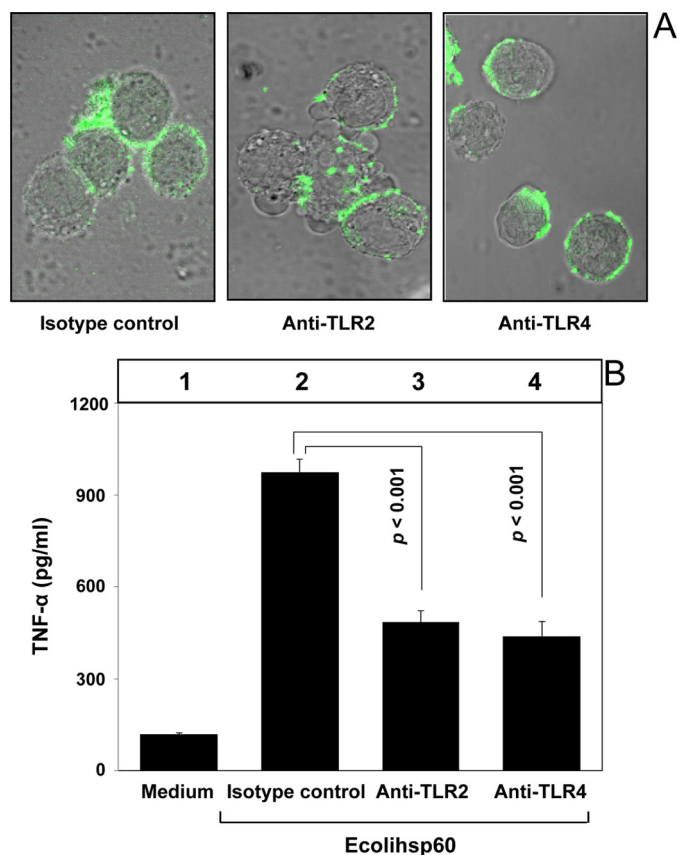 A
Isotype control Anti-TLR2 Anti-TLR4
B
1 2 3 4
1200
900
600
300
0
TNF-α (pg/ml)
p < 0.001
p < 0.001
Medium Isotype control Anti-TLR2 Anti-TLR4
Ecolihsp60